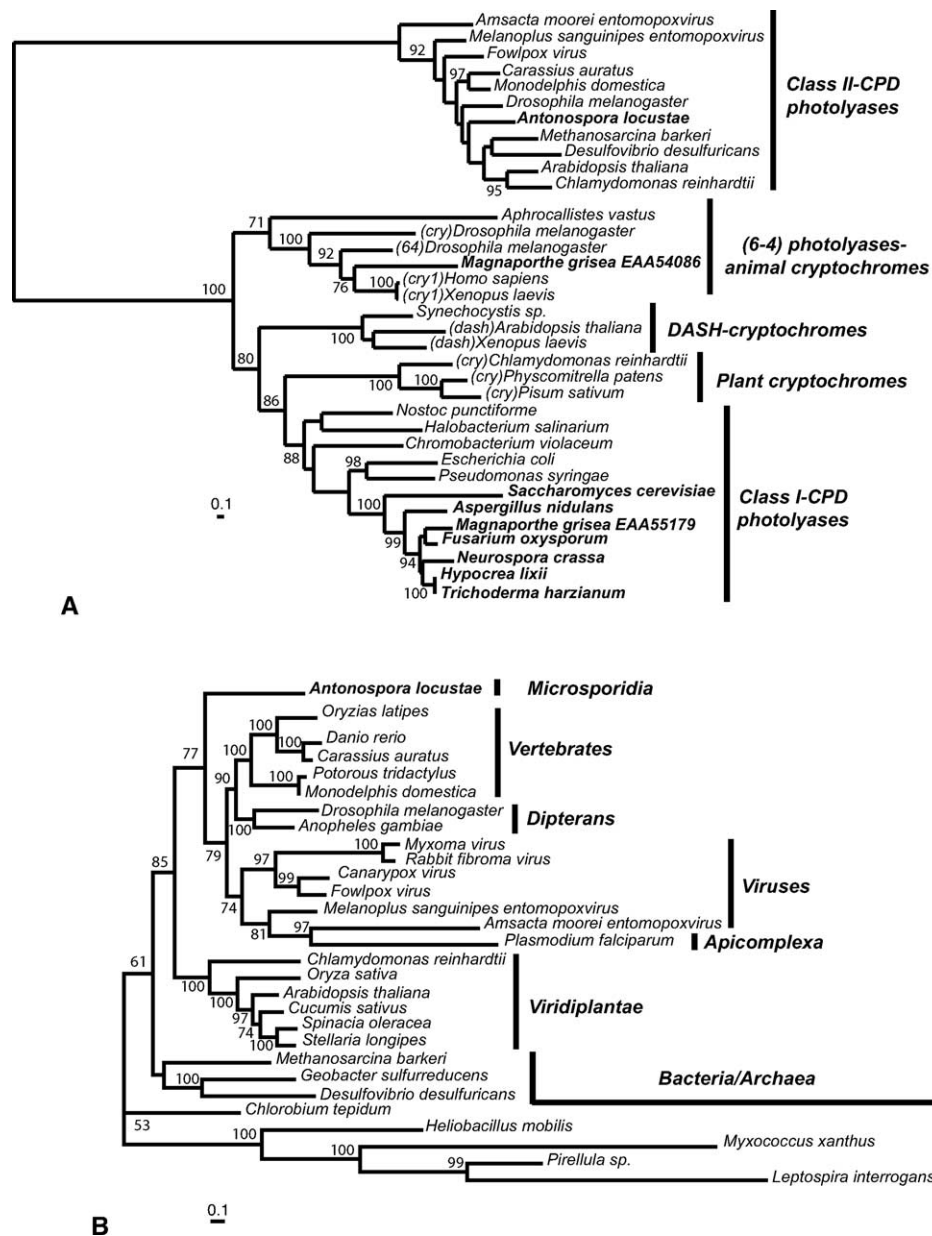 Amsacta moorei entomopoxvirus
Melanoplus sanguinipes entomopoxvirus
92
Fowlpox virus
97
Carassius auratus
Monodelphis domestica
Drosophila melanogaster
Antonospora locustae
Methanosarcina barkeri
Desulfovibrio desulfuricans
Arabidopsis thaliana
95
Chlamydomonas reinhardtii
Class II-CPD
photolyases
71
Aphrocallistes vastus
100
(cry)Drosophila melanogaster
92
(64)Drosophila melanogaster
Magnaporthe grisea EAA54086
76
100
(cry1)Homo sapiens
(cry1)Xenopus laevis
(6-4) photolyases-
animal cryptochromes
100
Synechocystis sp.
100
(dash)Arabidopsis thaliana
(dash)Xenopus laevis
DASH-cryptochromes
80
(cry)Chlamydomonas reinhardtii
100
100
(cry)Physcomitrella patens
(cry)Pisum sativum
Plant cryptochromes
86
Nostoc punctiforme
Halobacterium salinarium
88
Chromobacterium violaceum
98
Escherichia coli
Pseudomonas syringae
100
Saccharomyces cerevisiae
Aspergillus nidulans
99
Magnaporthe grisea EAA55179
Fusarium oxysporum
94
Neurospora crassa
Hypocrea lixii
100
Trichoderma harzianum
Class I-CPD
photolyases
0.1
A
Antonospora locustae
Microsporidia
77
Oryzias latipes
100
100
Danio rerio
100
Carassius auratus
100
Potorous tridactylus
Monodelphis domestica
Vertebrates
90
Drosophila melanogaster
100
Anopheles gambiae
Dipterans
79
85
100
Myxoma virus
Rabbit fibroma virus
97
Canarypox virus
99
Fowlpox virus
74
Melanoplus sanguinipes entomopoxvirus
81
97
Amsacta moorei entomopoxvirus
Viruses
Plasmodium falciparum
Apicomplexa
61
Chlamydomonas reinhardtii
100
Oryza sativa
100
Arabidopsis thaliana
97
Cucumis sativus
74
Spinacia oleracea
100
Stellaria longipes
Viridiplantae
Methanosarcina barkeri
100
Geobacter sulfurreducens
Desulfovibrio desulfuricans
Bacteria/Archaea
Chlorobium tepidum
53
100
Heliobacillus mobilis
100
Myxococcus xanthus
99
Pirellula sp.
Leptospira interrogans
0.1
B